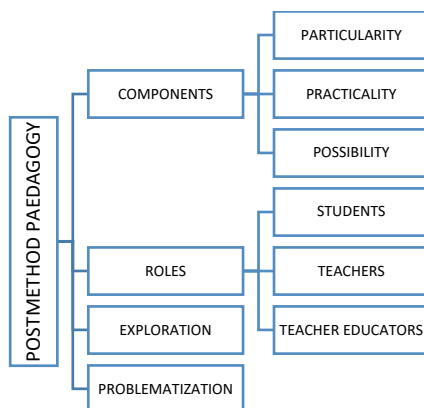 POSTMETHOD PAEDAGOGY
COMPONENTS
PARTICULARITY
PRACTICALITY
POSSIBILITY
ROLES
STUDENTS
TEACHERS
TEACHER EDUCATORS
EXPLORATION
PROBLEMATIZATION